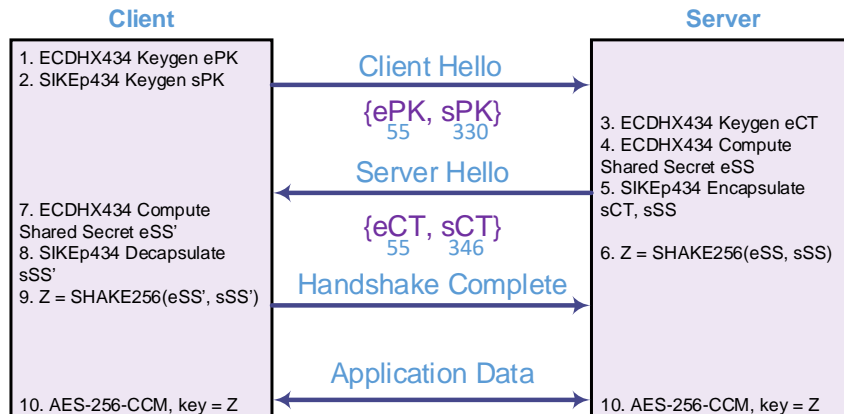 Client
Server
1. ECDHX434 Keygen ePK
2. SIKEp434 Keygen sPK
Client Hello
{ePK, sPK}
55 330
3. ECDHX434 Keygen eCT
4. ECDHX434 Compute
Shared Secret eSS
5. SIKEp434 Encapsulate
sCT, sSS
Server Hello
{eCT, sCT}
55 346
6. Z = SHAKE256(eSS, sSS)
7. ECDHX434 Compute
Shared Secret eSS’
8. SIKEp434 Decapsulate
sSS’
9. Z = SHAKE256(eSS’, sSS’)
Handshake Complete
Application Data
10. AES-256-CCM, key = Z
10. AES-256-CCM, key = Z